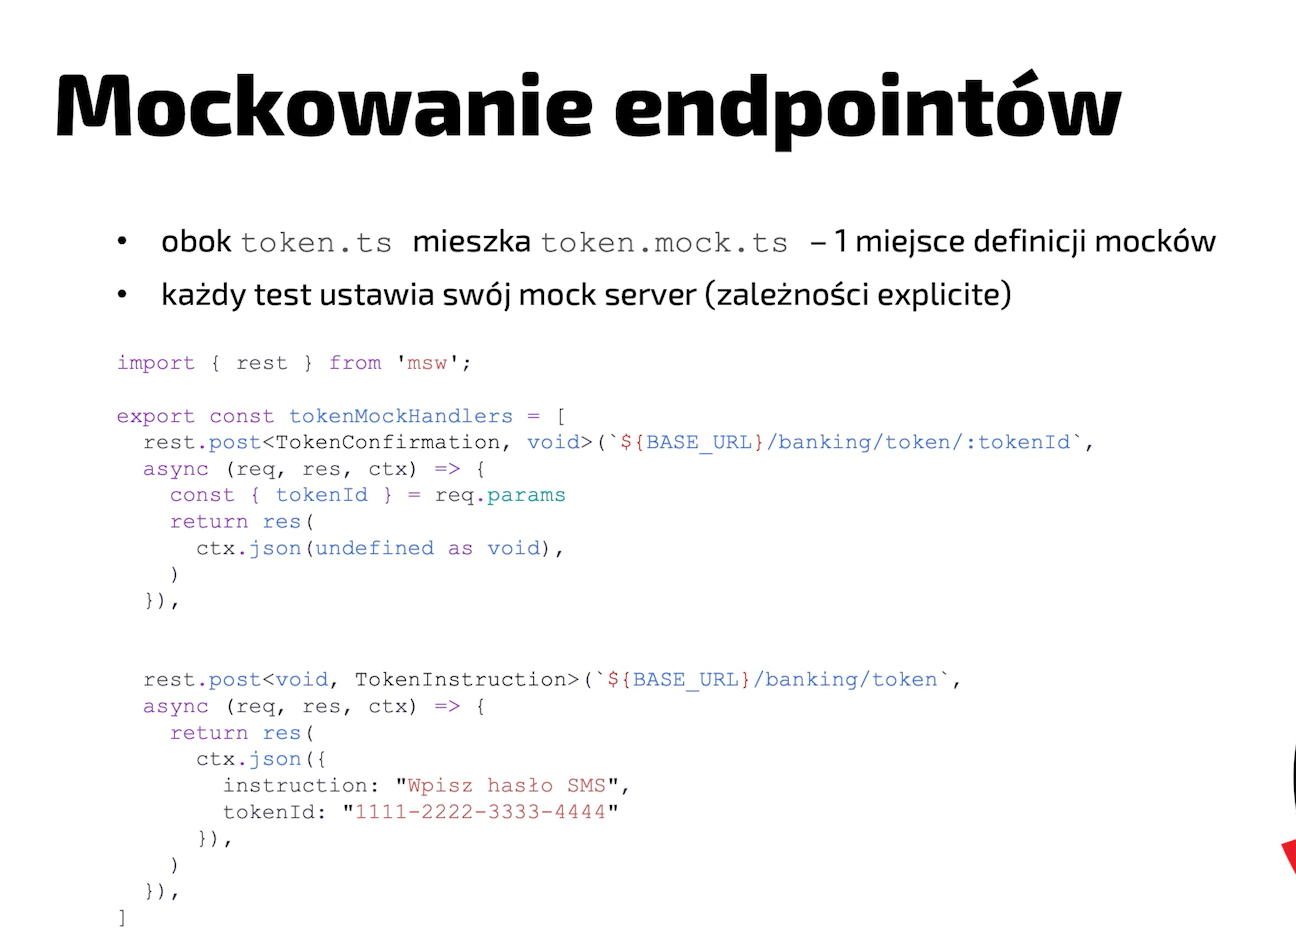 Mockowanie endpointów
• obok token.ts mieszka token.mock.ts – 1 miejsce definicji mocków
• każdy test ustawia swój mock server (zależności explicite)
import { rest } from 'msw';
export const tokenMockHandlers = [
  rest.post<TokenConfirmation, void>(`${BASE_URL}/banking/token/:tokenId`,
  async (req, res, ctx) => {
    const { tokenId } = req.params
    return res(
      ctx.json(undefined as void),
    )
  }),
  rest.post<void, TokenInstruction>(`${BASE_URL}/banking/token`,
  async (req, res, ctx) => {
    return res(
      ctx.json({
        instruction: "Wpisz hasło SMS",
        tokenId: "1111-2222-3333-4444"
      }),
    )
  }),
]